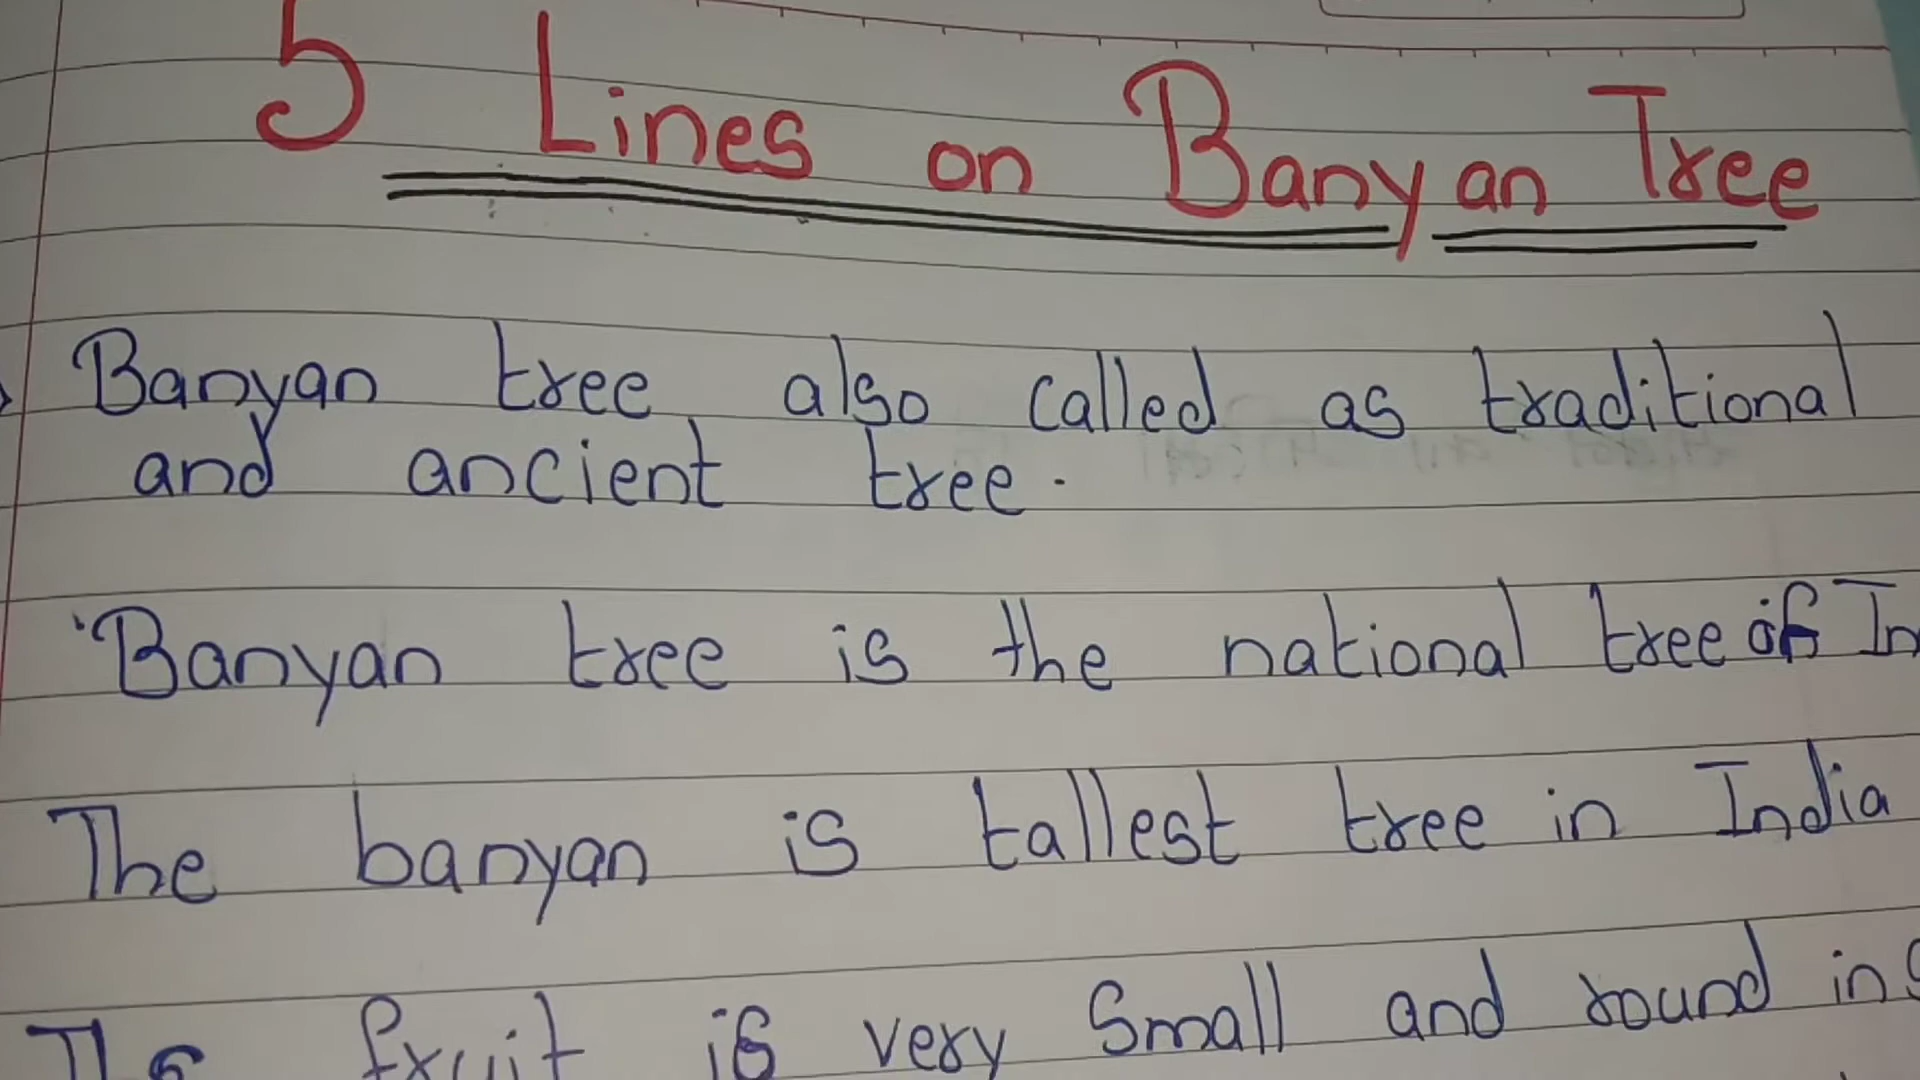 5 Lines on Banyan Tree
Banyan tree also called as traditional
and ancient tree.
Banyan tree is the national tree of In
The banyan is tallest tree in India
fruit is very Small and round in